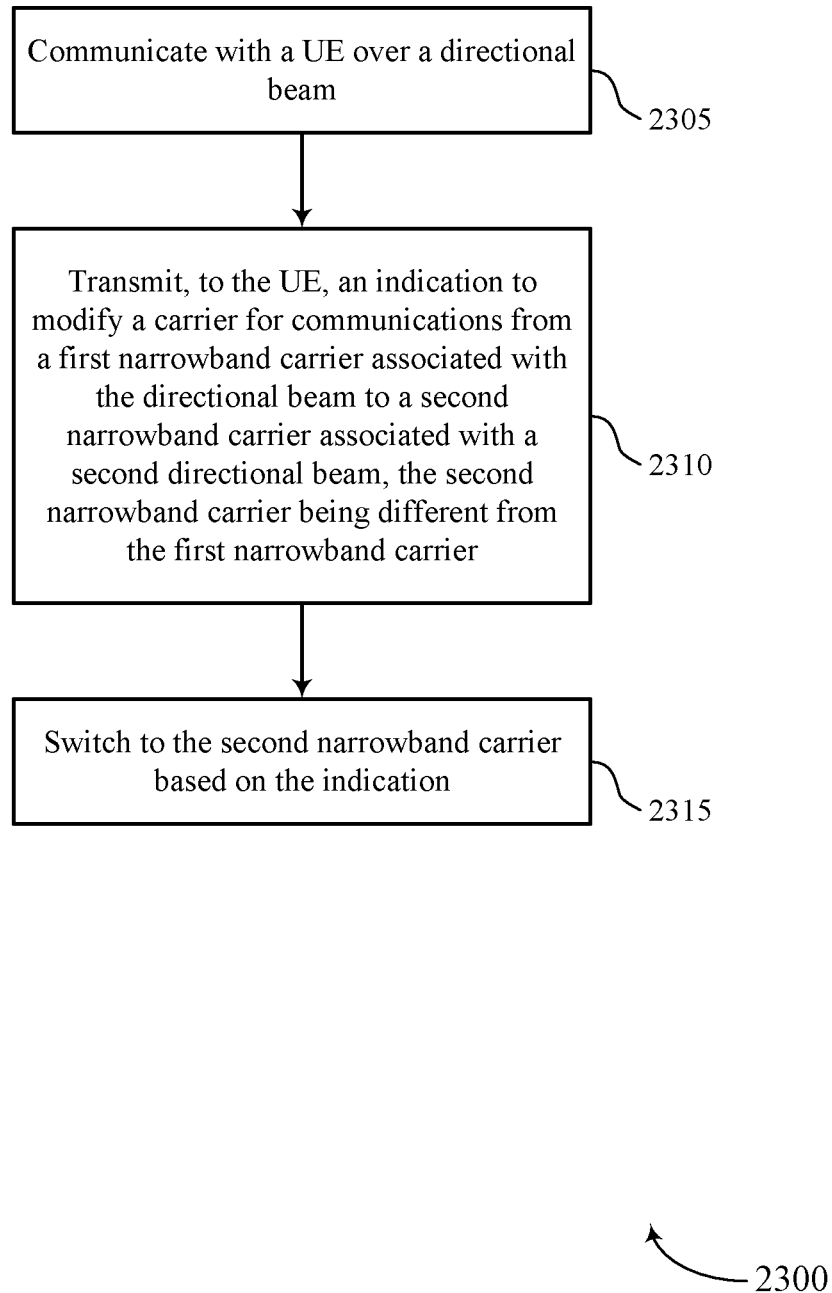 Communicate with a UE over a directional
beam
2305
Transmit, to the UE, an indication to
modify a carrier for communications from
a first narrowband carrier associated with
the directional beam to a second
narrowband carrier associated with a
second directional beam, the second
narrowband carrier being different from
the first narrowband carrier
2310
Switch to the second narrowband carrier
based on the indication
2315
2300